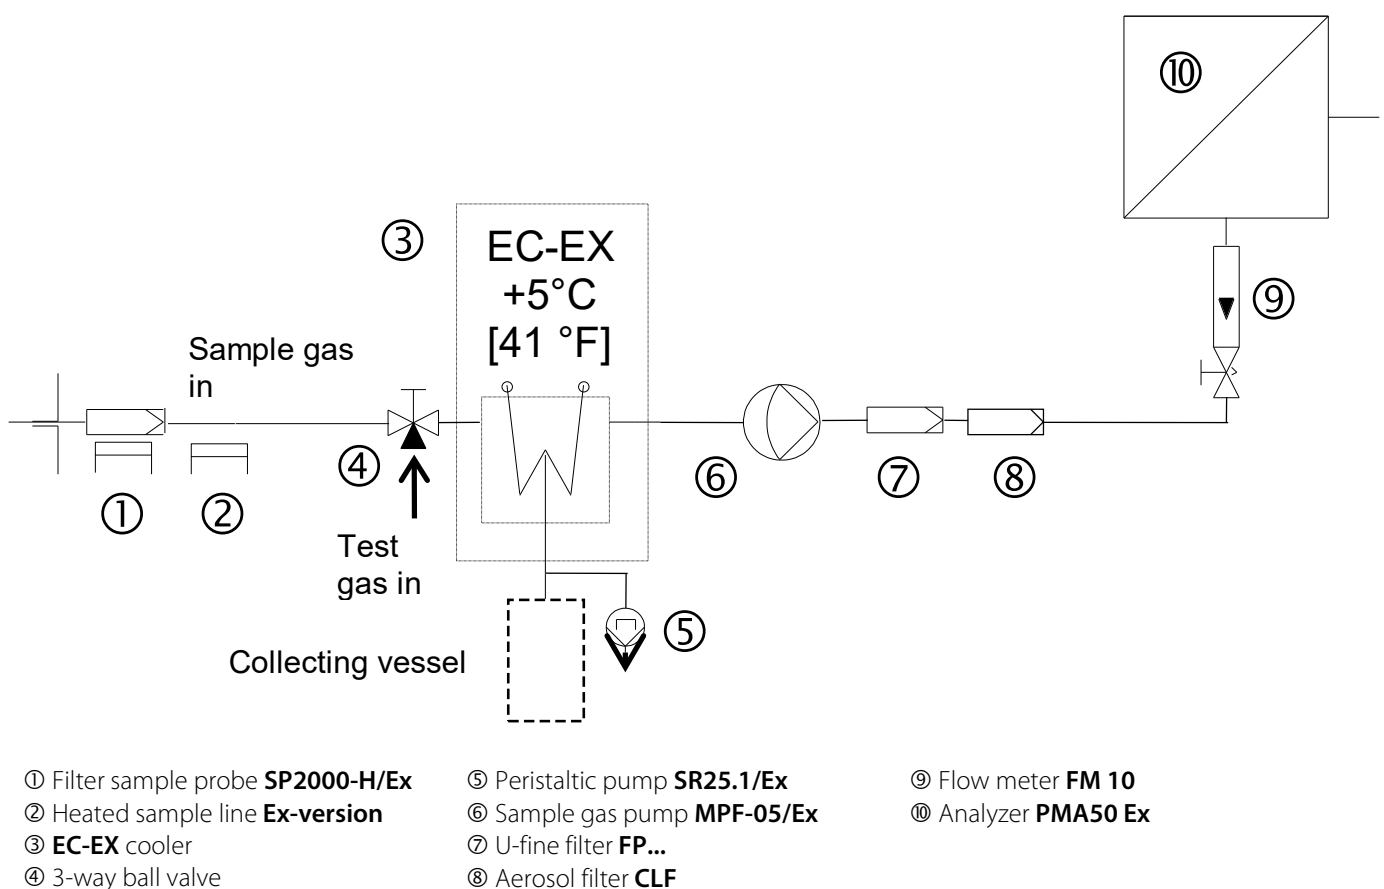 ⑩
⑨
③
EC-EX
+5°C
[41 °F]
Sample gas
in
④
⑥
⑦
⑧
①
②
Test
gas in
⑤
Collecting vessel
① Filter sample probe SP2000-H/Ex
② Heated sample line Ex-version
③ EC-EX cooler
④ 3-way ball valve
⑤ Peristaltic pump SR25.1/Ex
⑥ Sample gas pump MPF-05/Ex
⑦ U-fine filter FP...
⑧ Aerosol filter CLF
⑨ Flow meter FM 10
⑩ Analyzer PMA50 Ex